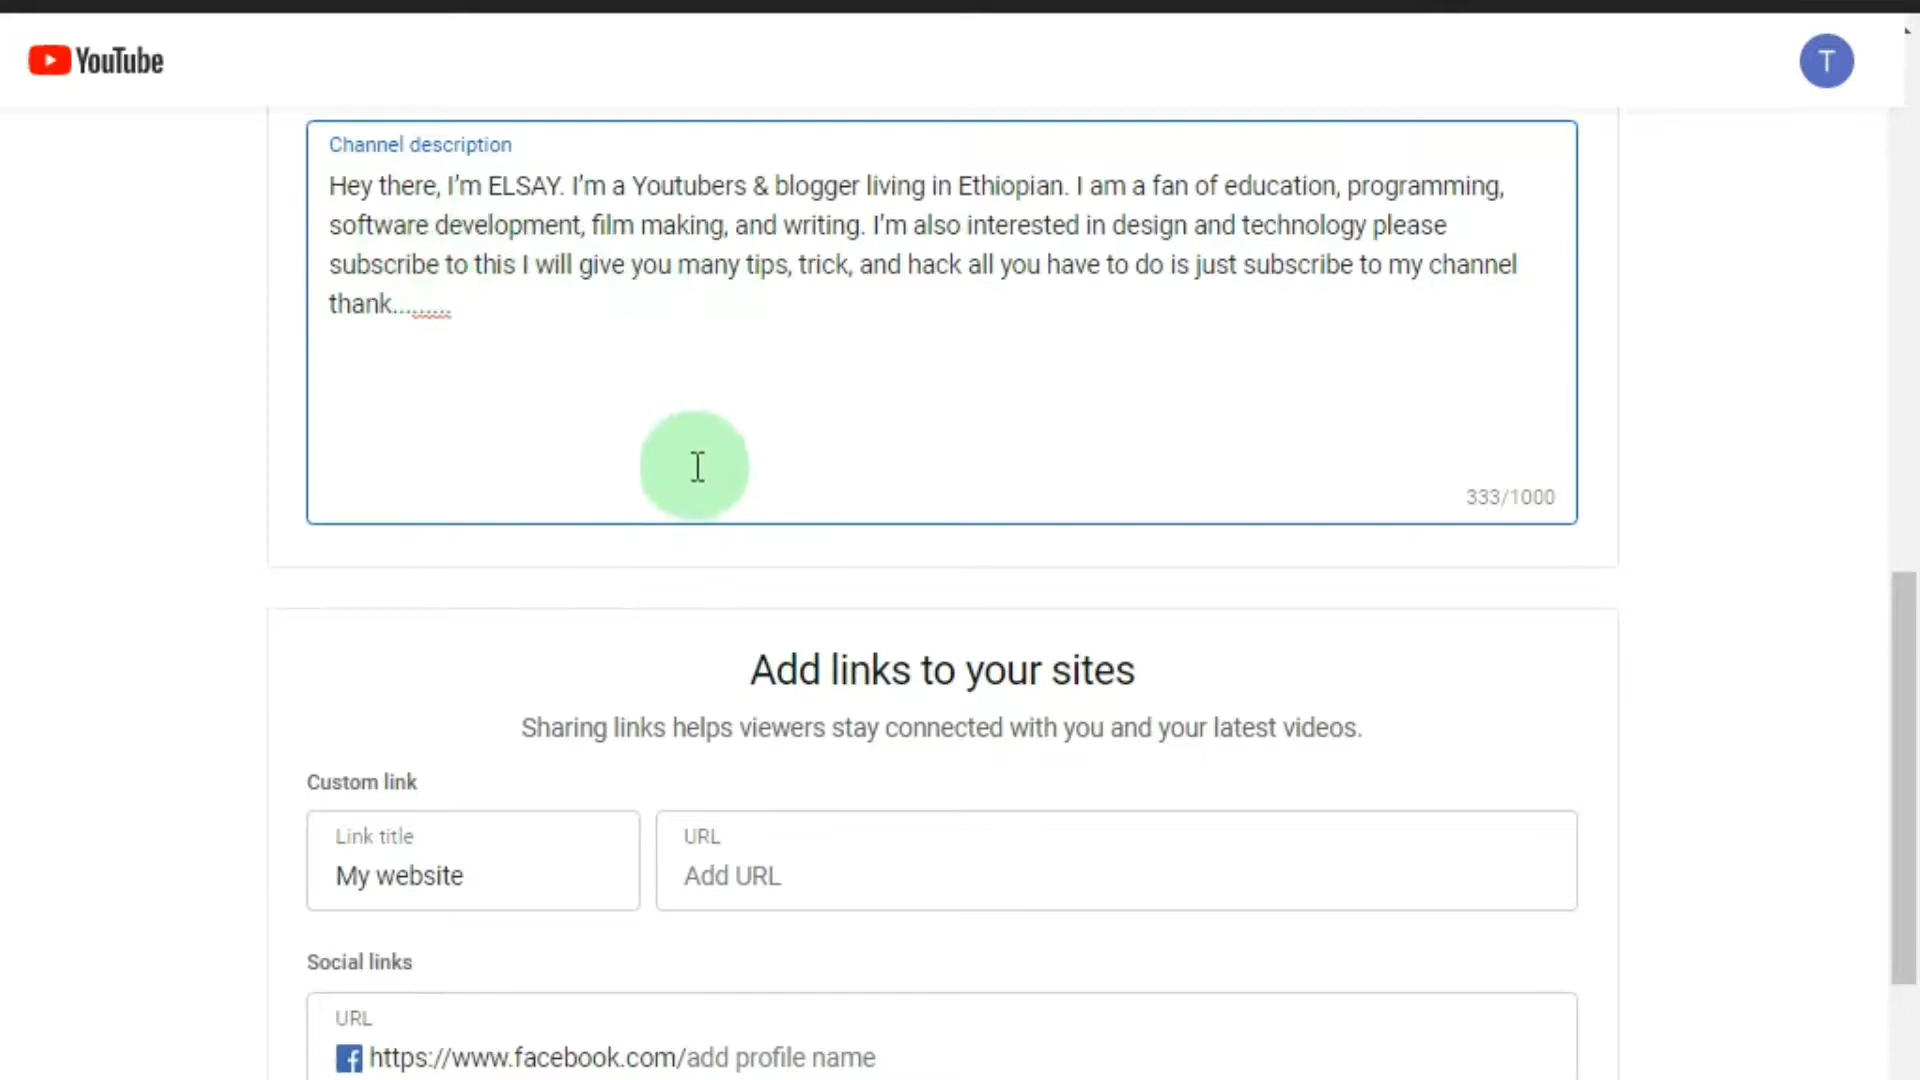 YouTube
T
Channel description
Hey there, I’m ELSAY. I’m a Youtubers & blogger living in Ethiopian. I am a fan of education, programming,
software development, film making, and writing. I’m also interested in design and technology please
subscribe to this I will give you many tips, trick, and hack all you have to do is just subscribe to my channel
thank.........
333/1000
Add links to your sites
Sharing links helps viewers stay connected with you and your latest videos.
Custom link
Link title
My website
URL
Add URL
Social links
URL
https://www.facebook.com/add profile name